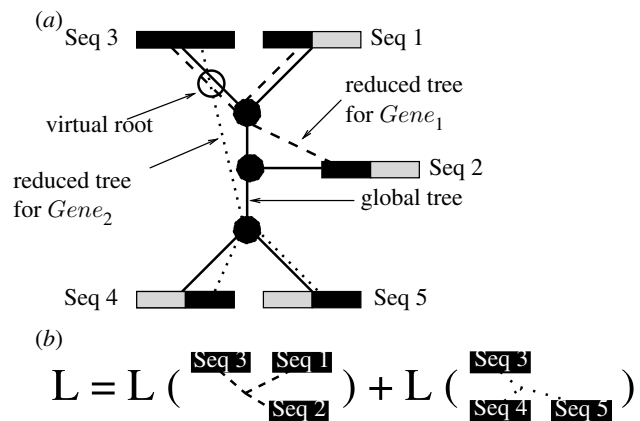 (a)
Seq 3
Seq 1
reduced tree
for Gene₁
virtual root
Seq 2
reduced tree
for Gene₂
global tree
Seq 4
Seq 5
(b)
L = L ( Seq 3 Seq 1 Seq 2 ) + L ( Seq 3 Seq 4 Seq 5 )